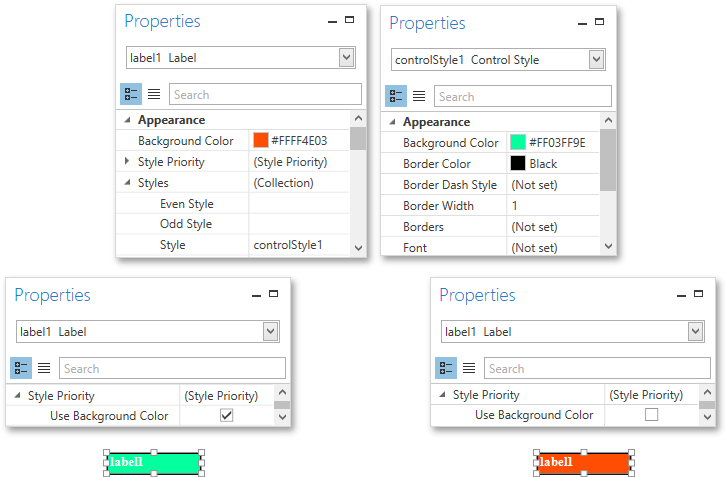 Properties
label1 Label
Search
Appearance
Background Color #FFFF4E03
Style Priority (Style Priority)
Styles (Collection)
Even Style
Odd Style
Style controlStyle1
Properties
controlStyle1 Control Style
Search
Appearance
Background Color #FF03FF9E
Border Color Black
Border Dash Style (Not set)
Border Width 1
Borders (Not set)
Font (Not set)
Properties
label1 Label
Search
Style Priority (Style Priority)
Use Background Color
label1
Properties
label1 Label
Search
Style Priority (Style Priority)
Use Background Color
label1